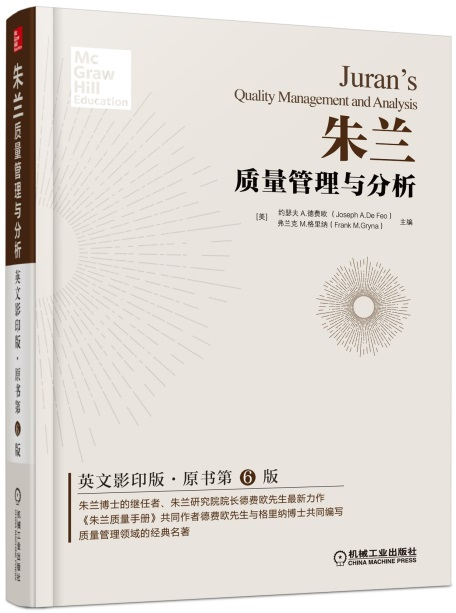 Mc
Graw
Hill
Education
Juran's
Quality Management and Analysis
朱兰
质量管理与分析
[美] 约瑟夫 A.德费欧（Joseph A.De Feo）
弗兰克 M.格里纳（Frank M.Gryna） 主编
英文影印版·原书第6版
朱兰博士的继任者、朱兰研究院院长德费欧先生最新力作
《朱兰质量手册》共同作者德费欧先生与格里纳博士共同编写
质量管理领域的经典名著
机械工业出版社
CHINA MACHINE PRESS
Mc
Graw
Hill
Education
朱兰质量管理与分析
英文影印版·原书第6版
机械工业出版社